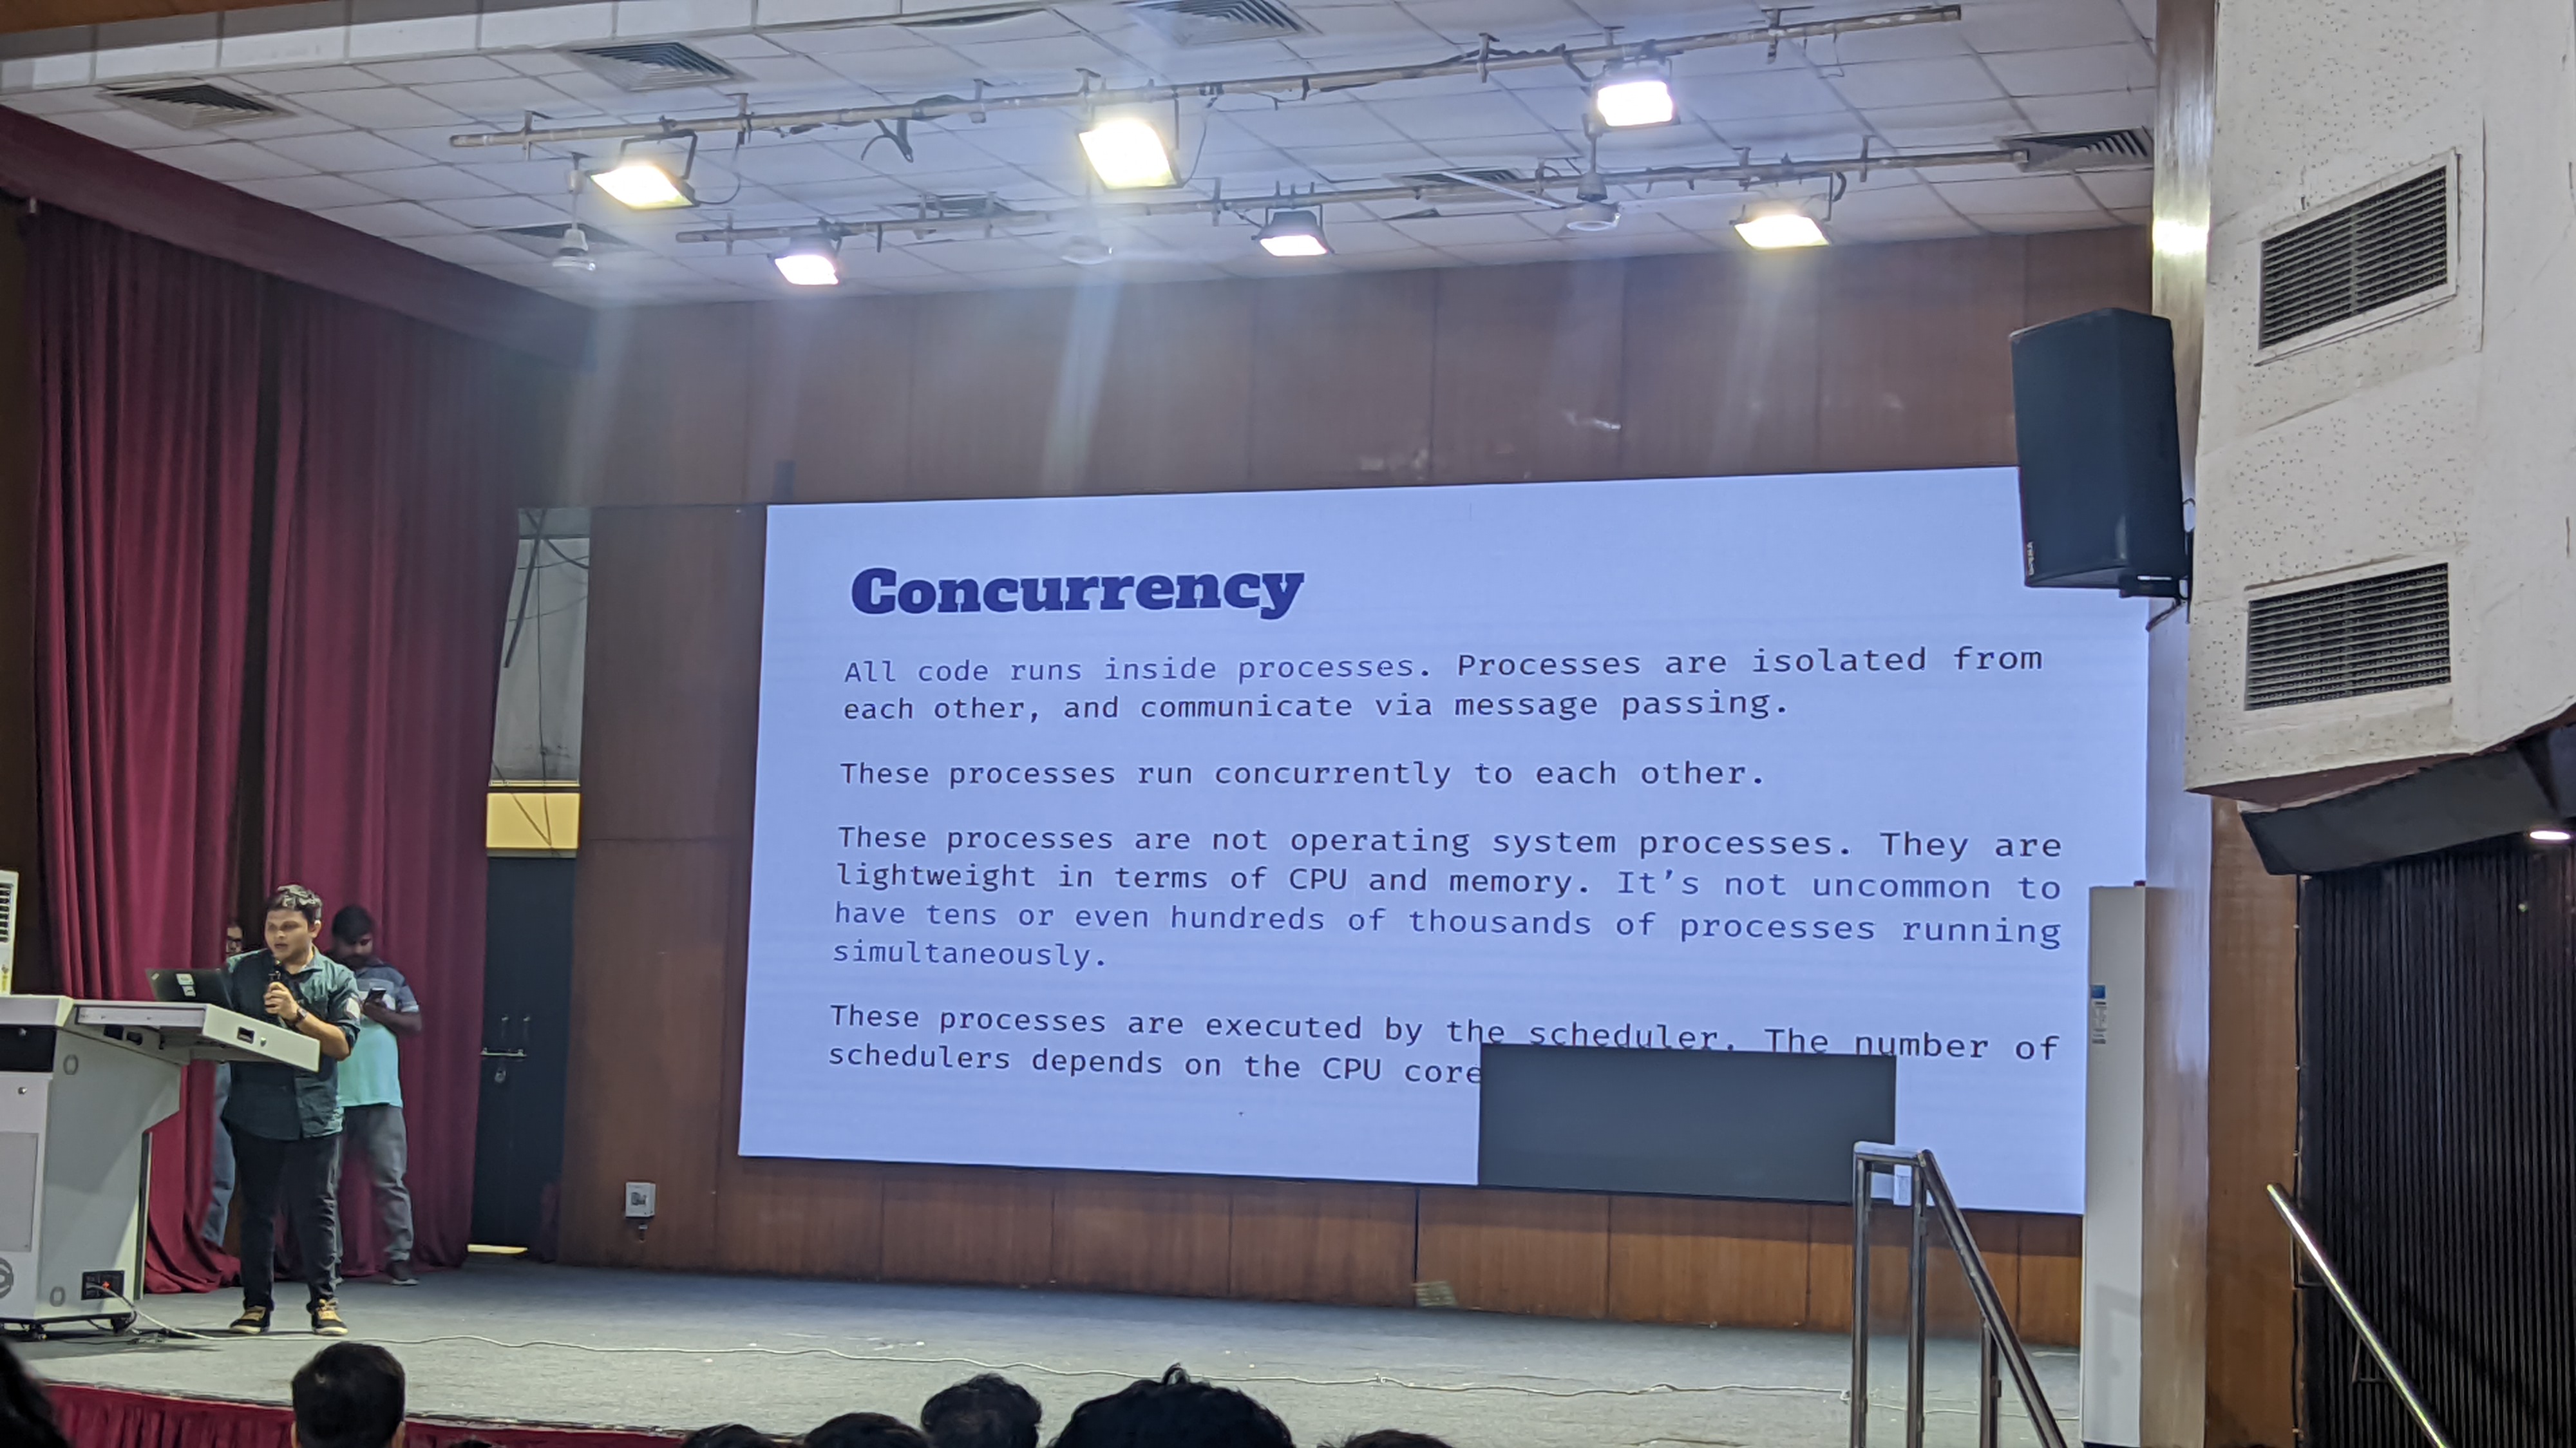 Concurrency
All code runs inside processes. Processes are isolated from
each other, and communicate via message passing.
These processes run concurrently to each other.
These processes are not operating system processes. They are
lightweight in terms of CPU and memory. It's not uncommon to
have tens or even hundreds of thousands of processes running
simultaneously.
These processes are executed by the scheduler. The number of
schedulers depends on the CPU core